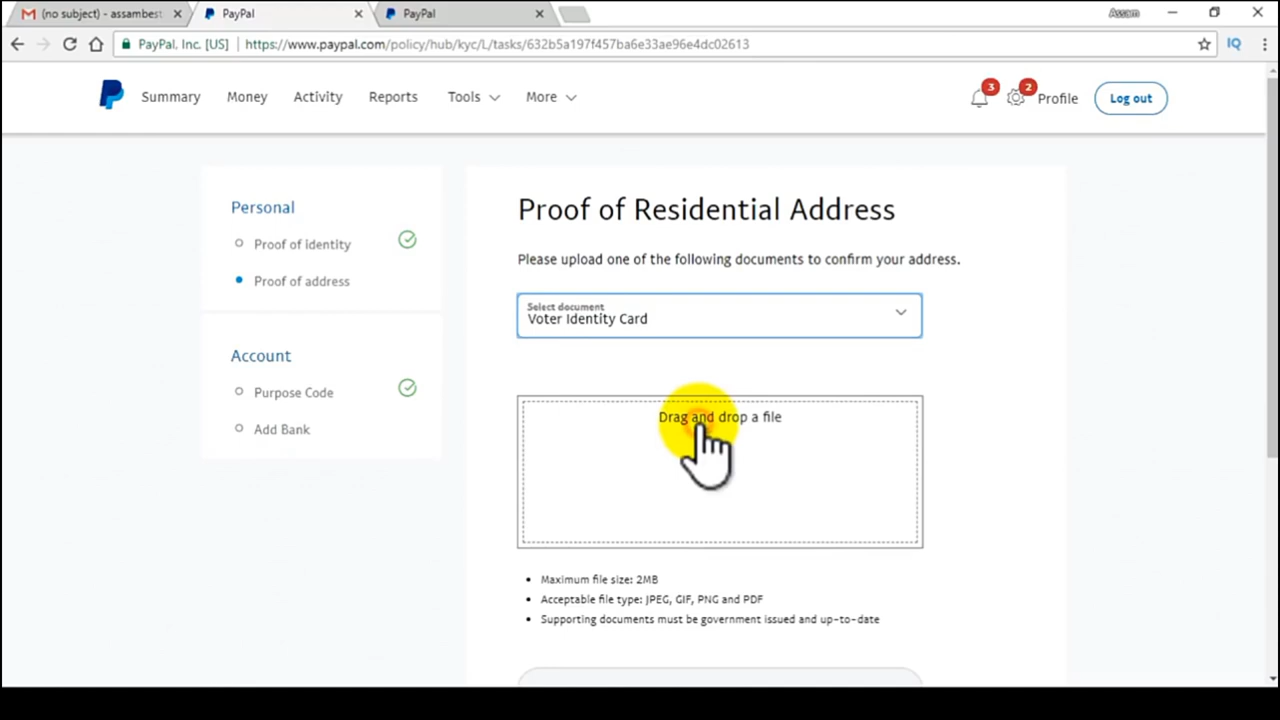 (no subject) - assambest
PayPal
PayPal
Assam
PayPal, Inc. [US]
https://www.paypal.com/policy/hub/kyc/L/tasks/632b5a197f457ba6e33ae96e4dc02613
IQ
Summary
Money
Activity
Reports
Tools
More
3
2
Profile
Log out
Personal
Proof of identity
Proof of address
Account
Purpose Code
Add Bank
Proof of Residential Address
Please upload one of the following documents to confirm your address.
Select document
Voter Identity Card
Drag and drop a file
Maximum file size: 2MB
Acceptable file type: JPEG, GIF, PNG and PDF
Supporting documents must be government issued and up-to-date